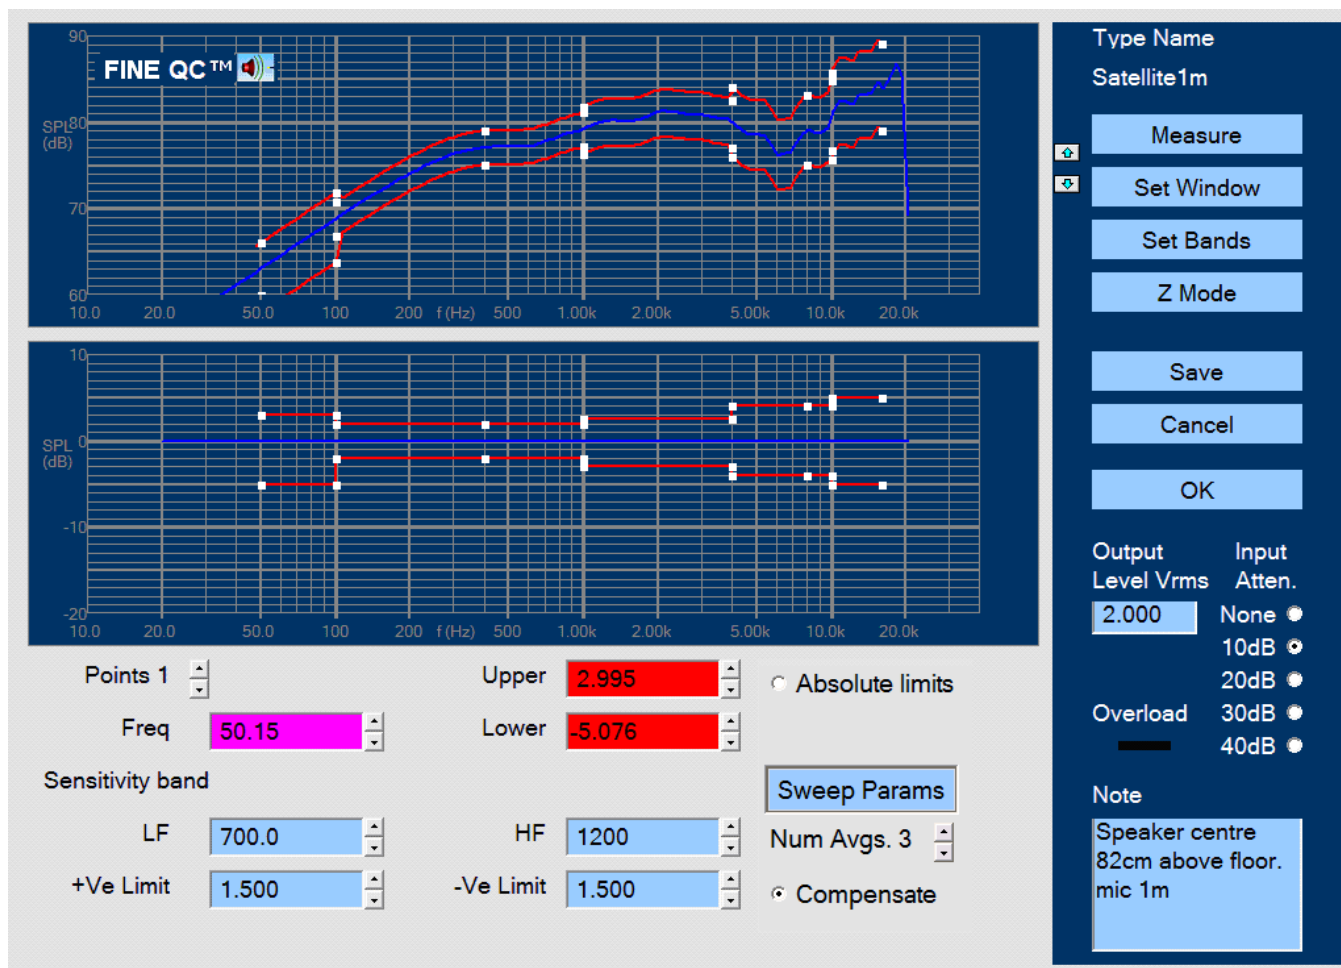 FINE QC™
90
SPL 80
(dB)
70
60
10.0 20.0 50.0 100 200 f (Hz) 500 1.00k 2.00k 5.00k 10.0k 20.0k
10
SPL 0
(dB)
-10
-20
10.0 20.0 50.0 100 200 f (Hz) 500 1.00k 2.00k 5.00k 10.0k 20.0k
Points 1
Upper 2.995
Absolute limits
Freq 50.15
Lower -5.076
Sensitivity band
Sweep Params
LF 700.0
HF 1200
Num Avgs. 3
+Ve Limit 1.500
-Ve Limit 1.500
Compensate
Type Name
Satellite1m
Measure
Set Window
Set Bands
Z Mode
Save
Cancel
OK
Output Input
Level Vrms Atten.
2.000 None
10dB
20dB
Overload 30dB
40dB
Note
Speaker centre
82cm above floor.
mic 1m